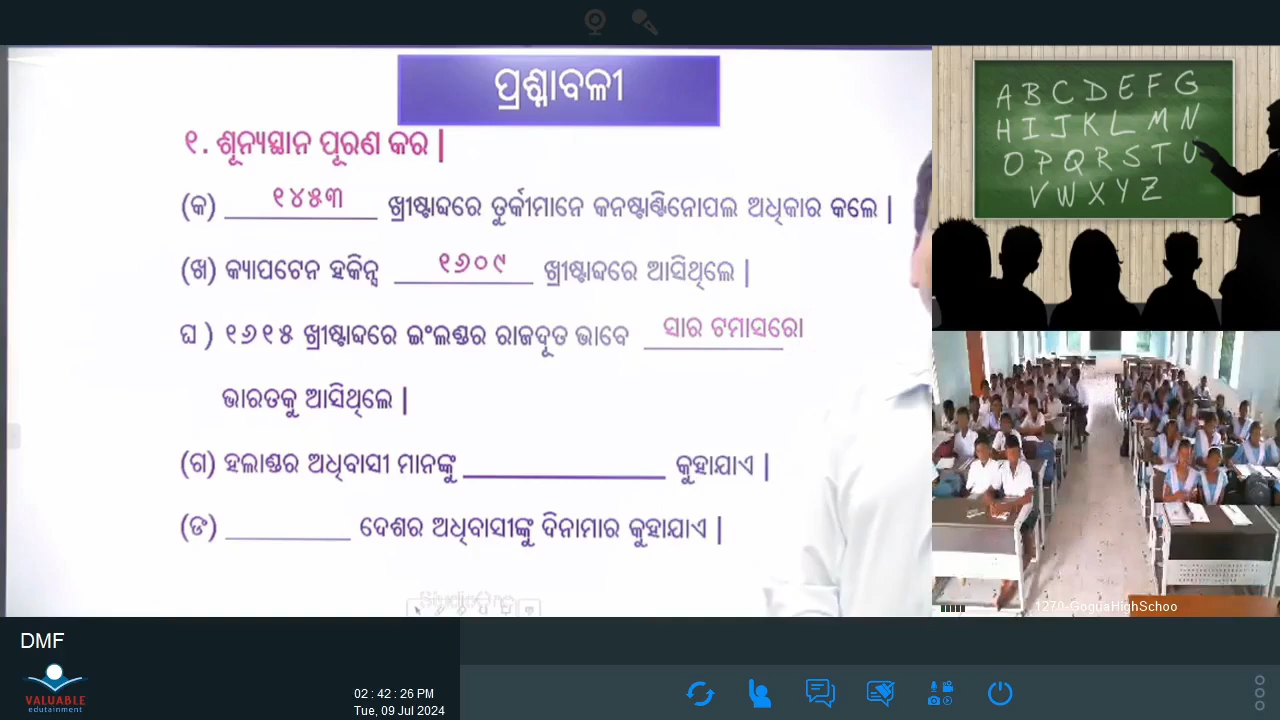 ପ୍ରଶ୍ନାବଳୀ
୧. ଶୂନ୍ୟସ୍ଥାନ ପୂରଣ କର |
(କ) ୧୪୫୩ ଖ୍ରୀଷ୍ଟାବ୍ଦରେ ତୁର୍କୀମାନେ କନଷ୍ଟାଣ୍ଟିନୋପଲ ଅଧିକାର କଲେ |
(ଖ) କ୍ୟାପଟେନ ହକିନ୍ସ ୧୬୦୯ ଖ୍ରୀଷ୍ଟାବ୍ଦରେ ଆସିଥିଲେ |
ଘ ) ୧୬୧୫ ଖ୍ରୀଷ୍ଟାବ୍ଦରେ ଇଂଲଣ୍ଡର ରାଜଦୂତ ଭାବେ ସାର ଟମାସରୋ
ଭାରତକୁ ଆସିଥିଲେ |
(ଗ) ହଲାଣ୍ଡର ଅଧିବାସୀ ମାନଙ୍କୁ ____________ କୁହାଯାଏ |
(ଙ) ________ ଦେଶର ଅଧିବାସୀଙ୍କୁ ଦିନାମାର କୁହାଯାଏ |
A B C D E F G
H I J K L M N
O P Q R S T U
V W X Y Z
1270-GoguaHighSchoo
DMF
VALUABLE
edutainment
02 : 42 : 26 PM
Tue, 09 Jul 2024